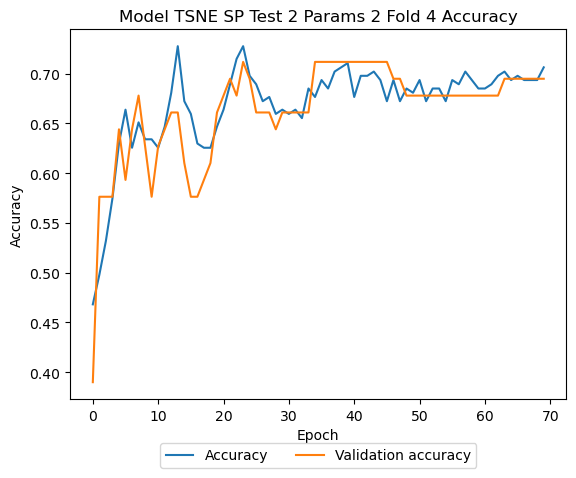 Model TSNE SP Test 2 Params 2 Fold 4 Accuracy
0.70
0.65
0.60
0.55
0.50
0.45
0.40
Accuracy
0 10 20 30 40 50 60 70
Epoch
Accuracy Validation accuracy